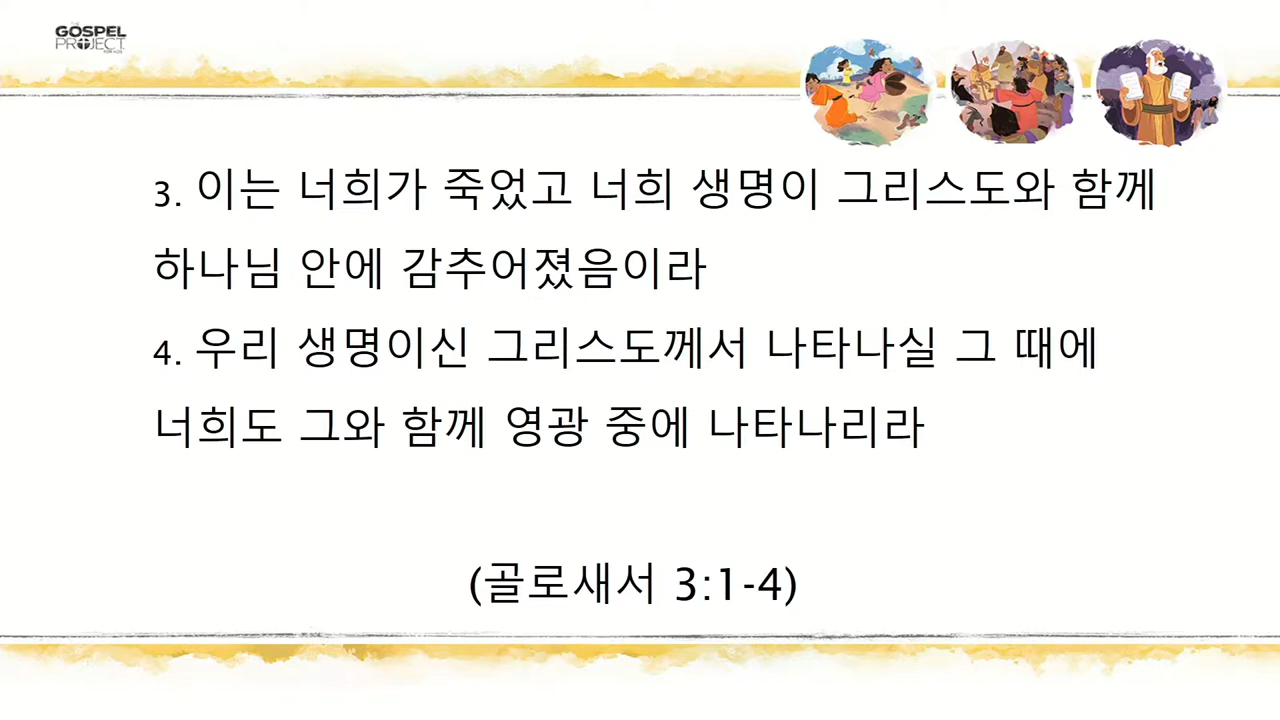 THE
GOSPEL
PROJECT
FOR KIDS
3. 이는 너희가 죽었고 너희 생명이 그리스도와 함께
하나님 안에 감추어졌음이라
4. 우리 생명이신 그리스도께서 나타나실 그 때에
너희도 그와 함께 영광 중에 나타나리라
(골로새서 3:1-4)